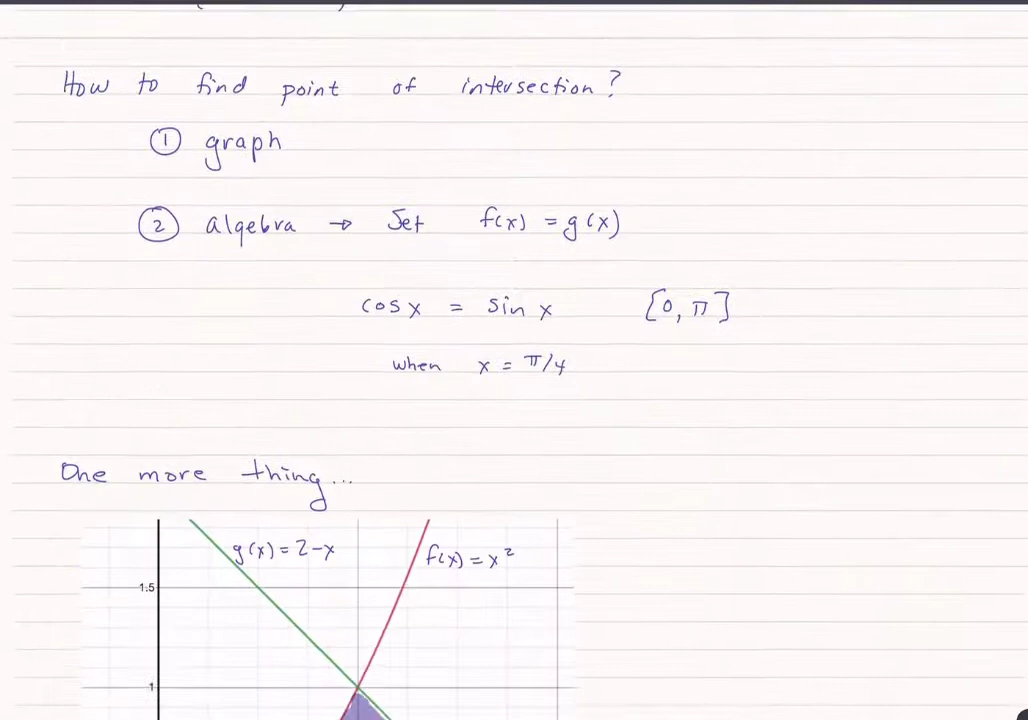 How to find point of intersection?
① graph
② algebra → Set f(x) = g(x)
cos x = sin x [0, π]
when x = π/4
One more thing...
g(x) = 2-x
f(x) = x²
1.5
1